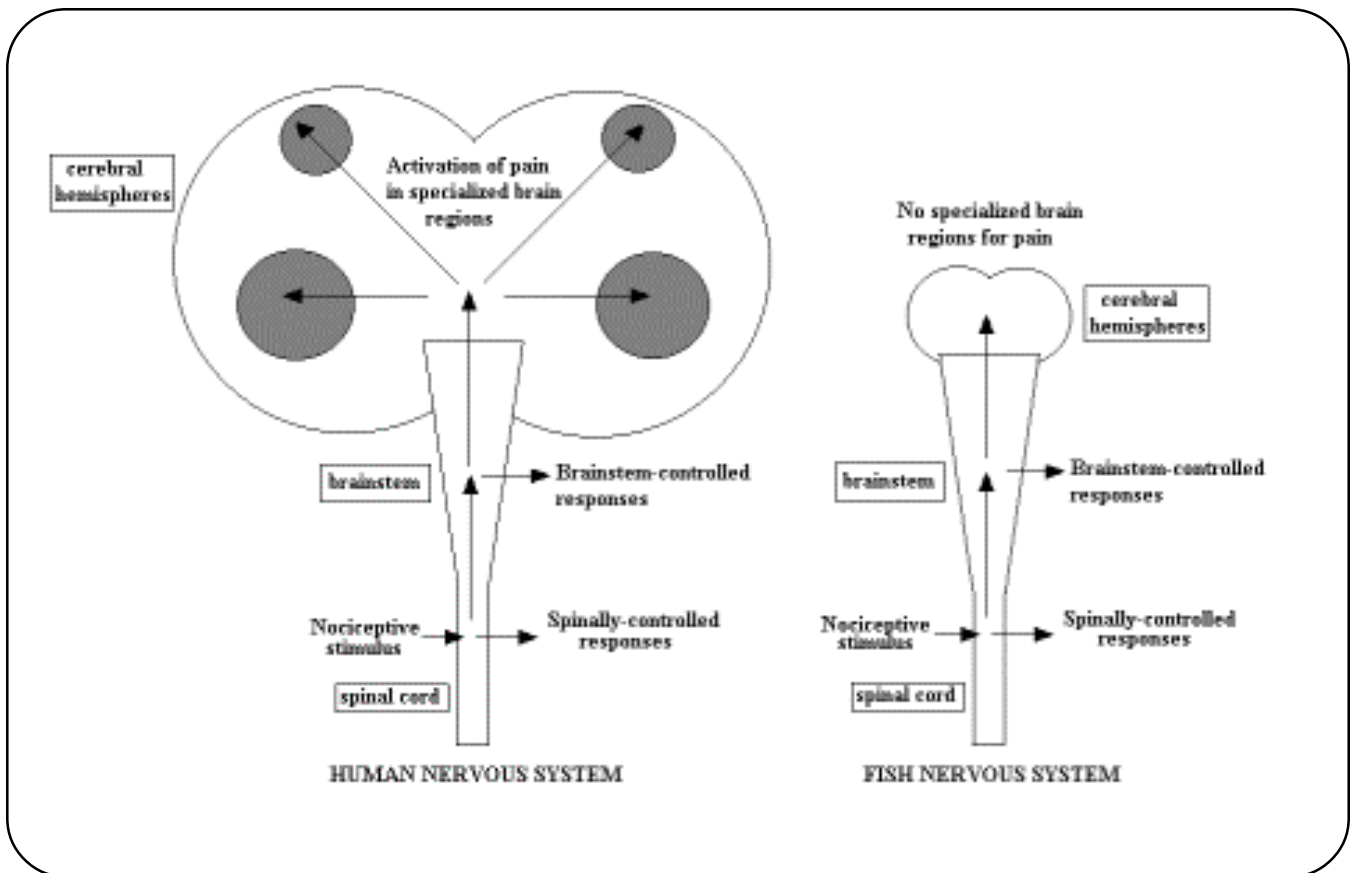 cerebral
hemispheres
Activation of pain
in specialized brain
regions
brainstem
Brainstem-controlled
responses
Nociceptive
stimulus
Spinally-controlled
responses
spinal cord
HUMAN NERVOUS SYSTEM
No specialized brain
regions for pain
cerebral
hemispheres
brainstem
Brainstem-controlled
responses
Nociceptive
stimulus
Spinally-controlled
responses
spinal cord
FISH NERVOUS SYSTEM